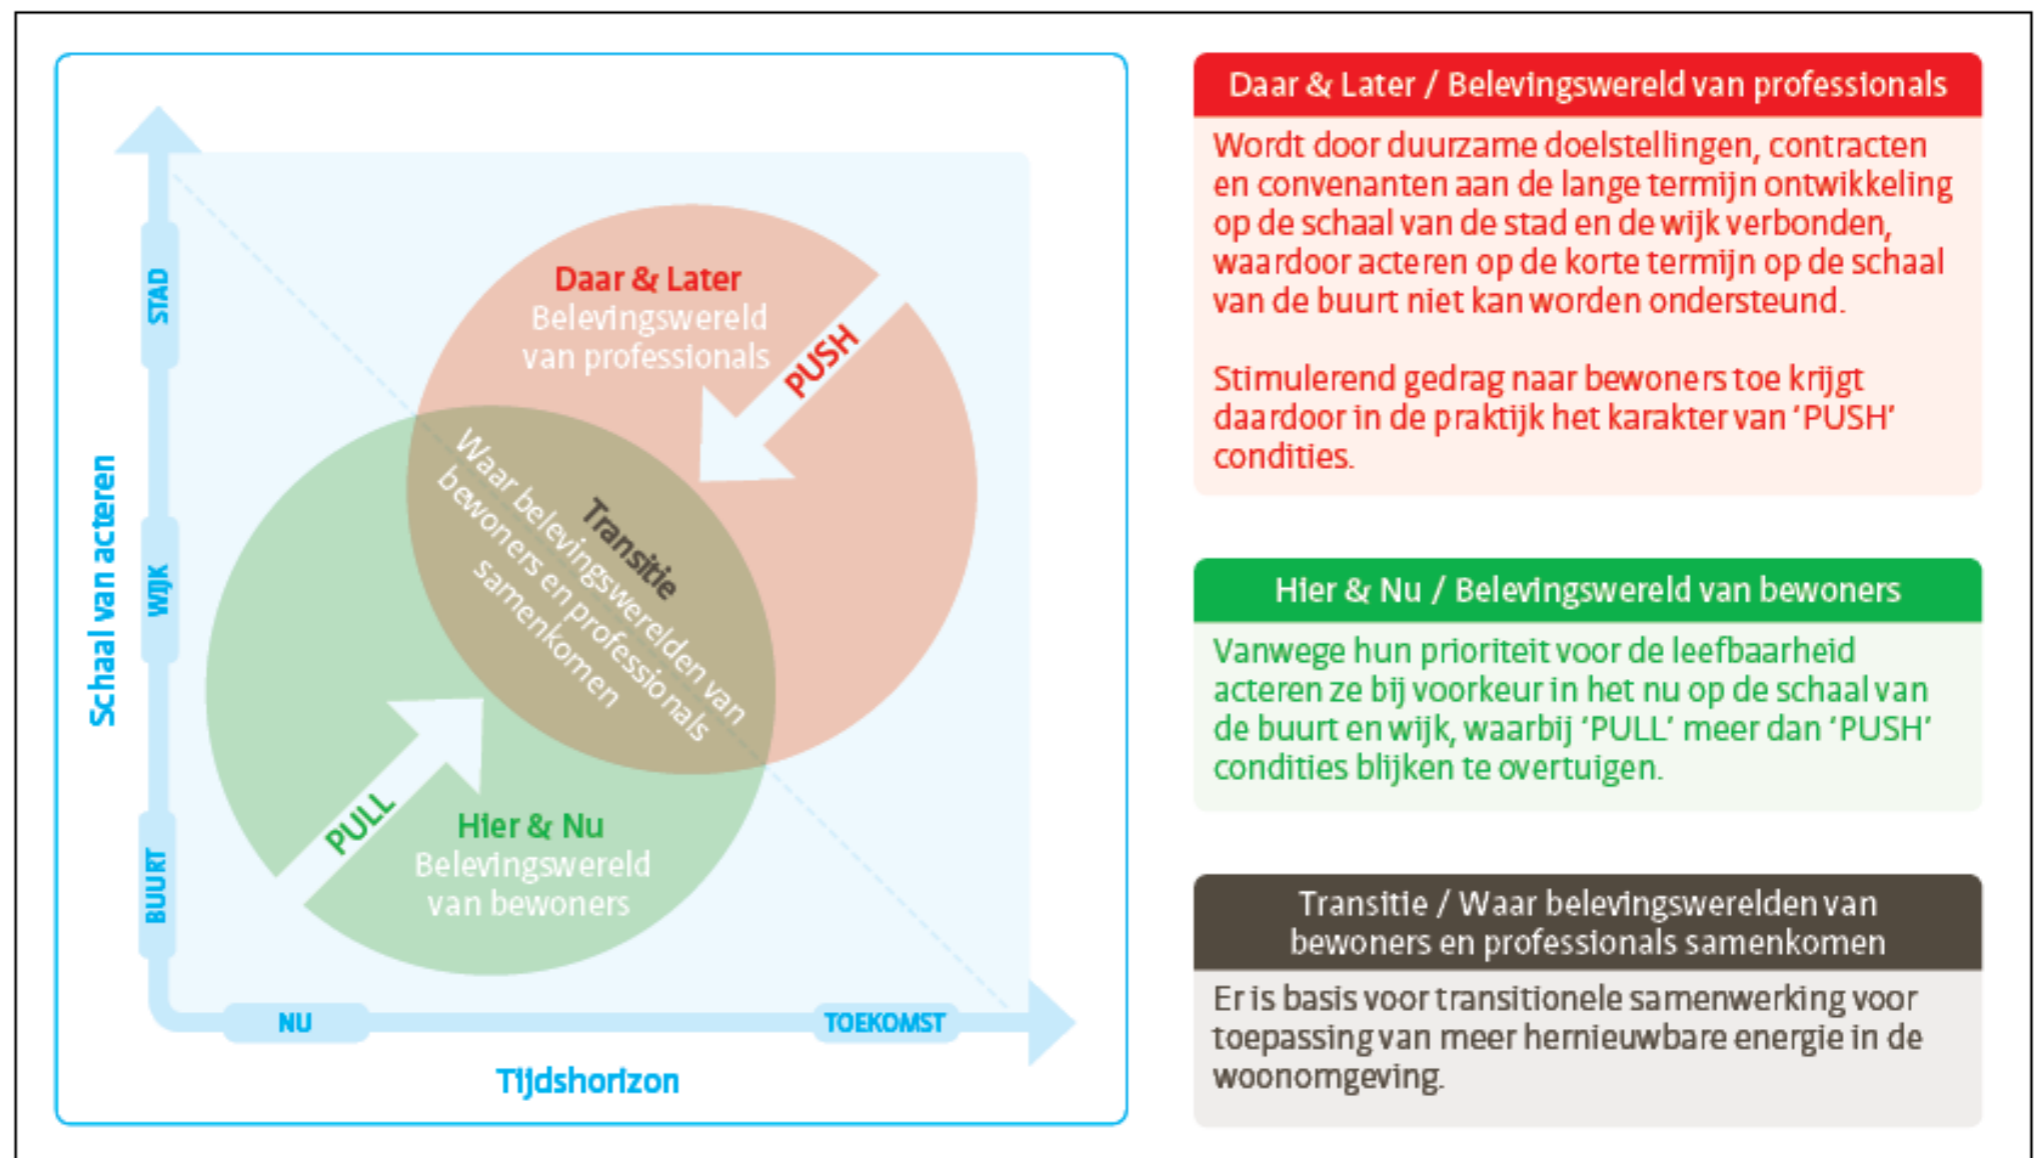 Schaal van acteren
STAD
WIJK
BUURT
NU
TOEKOMST
Tijdshorizon
Daar & Later
Belevingswereld
van professionals
PUSH
Transitie
Waar belevingswerelden van
bewoners en professionals
samenkomen
PULL
Hier & Nu
Belevingswereld
van bewoners
Daar & Later / Belevingswereld van professionals
Wordt door duurzame doelstellingen, contracten
en convenanten aan de lange termijn ontwikkeling
op de schaal van de stad en de wijk verbonden,
waardoor acteren op de korte termijn op de schaal
van de buurt niet kan worden ondersteund.
Stimulerend gedrag naar bewoners toe krijgt
daardoor in de praktijk het karakter van ‘PUSH’
condities.
Hier & Nu / Belevingswereld van bewoners
Vanwege hun prioriteit voor de leefbaarheid
acteren ze bij voorkeur in het nu op de schaal van
de buurt en wijk, waarbij ‘PULL’ meer dan ‘PUSH’
condities blijken te overtuigen.
Transitie / Waar belevingswerelden van
bewoners en professionals samenkomen
Er is basis voor transitionele samenwerking voor
toepassing van meer hernieuwbare energie in de
woonomgeving.